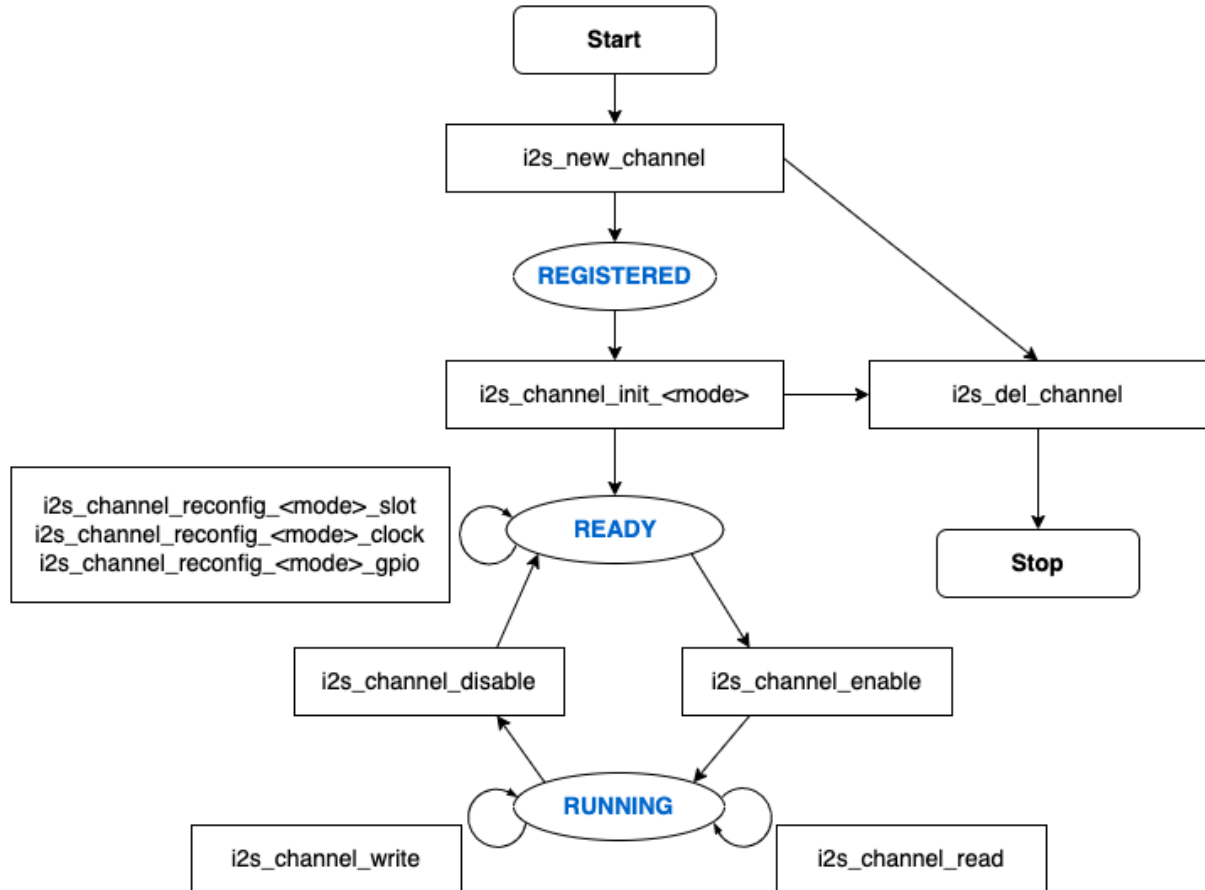 Start
i2s_new_channel
REGISTERED
i2s_channel_init_<mode>
i2s_del_channel
i2s_channel_reconfig_<mode>_slot
i2s_channel_reconfig_<mode>_clock
i2s_channel_reconfig_<mode>_gpio
READY
Stop
i2s_channel_disable
i2s_channel_enable
RUNNING
i2s_channel_write
i2s_channel_read